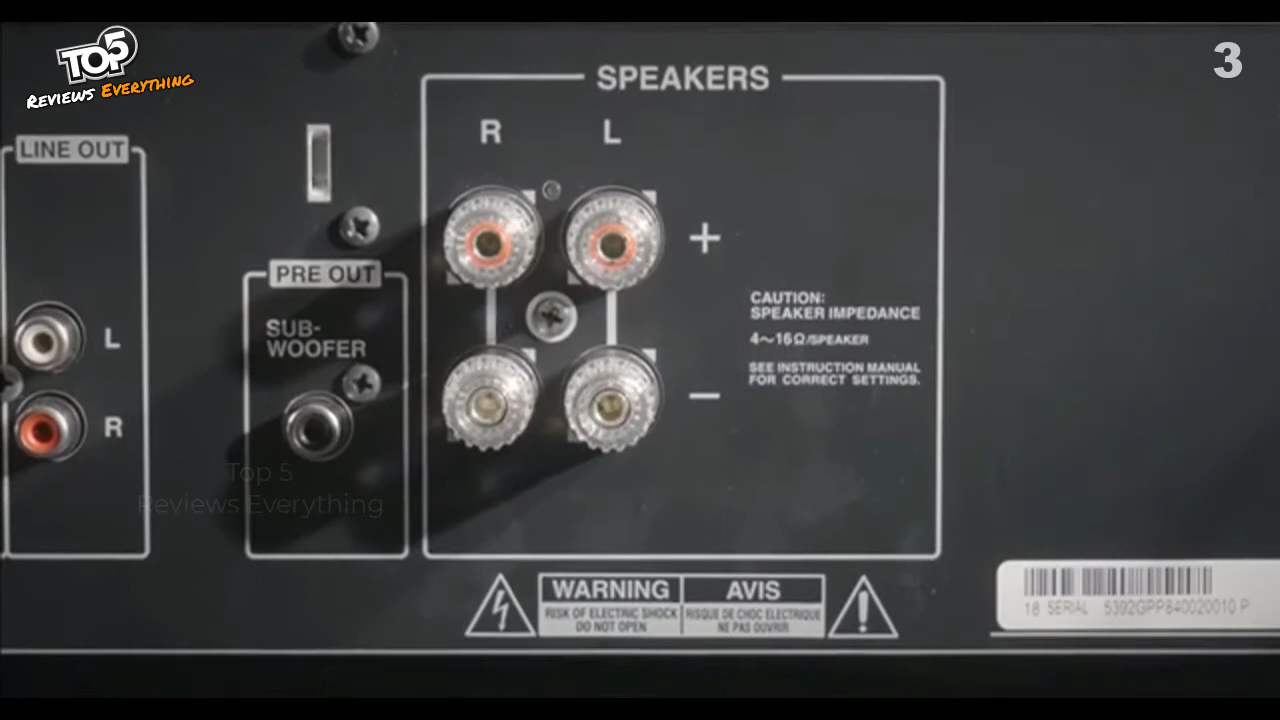 TOP 5
REVIEWS EVERYTHING
3
SPEAKERS
R L
LINE OUT
+
PRE OUT
SUB-
WOOFER
CAUTION:
SPEAKER IMPEDANCE
4~16Ω/SPEAKER
SEE INSTRUCTION MANUAL
FOR CORRECT SETTINGS.
L
R
−
Top 5
Reviews Everything
WARNING AVIS
RISK OF ELECTRIC SHOCK
DO NOT OPEN
RISQUE DE CHOC ELECTRIQUE
NE PAS OUVRIR
18 SERIAL 5392GPP840020010 P